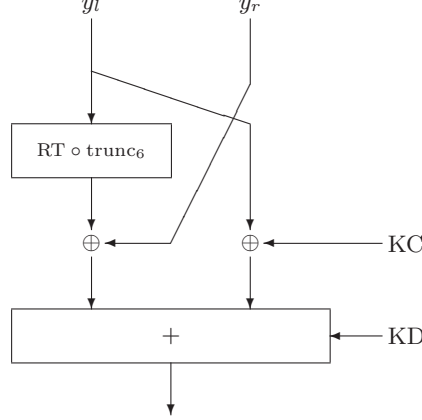 y_l y_r
RT ∘ trunc₆
⊕ ⊕ KC
+ KD